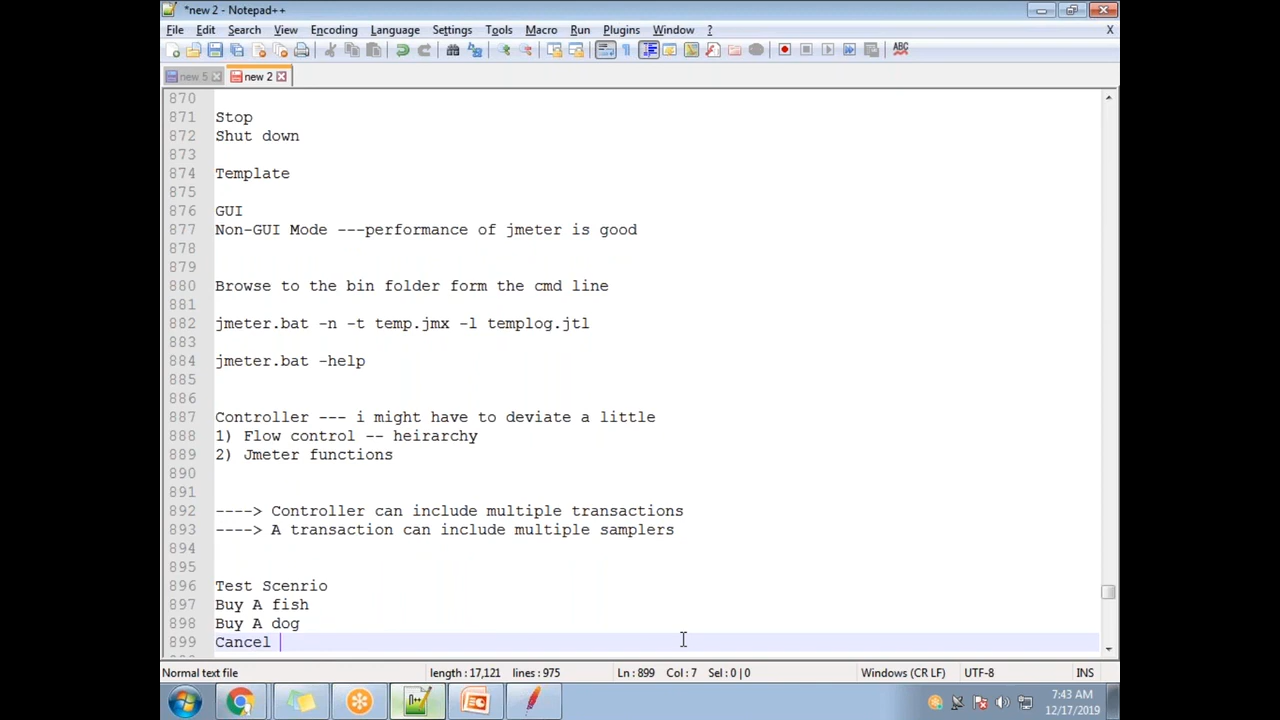 *new 2 - Notepad++
File Edit Search View Encoding Language Settings Tools Macro Run Plugins Window ? X
new 5 new 2
870
871 Stop
872 Shut down
873
874 Template
875
876 GUI
877 Non-GUI Mode ---performance of jmeter is good
878
879
880 Browse to the bin folder form the cmd line
881
882 jmeter.bat -n -t temp.jmx -l templog.jtl
883
884 jmeter.bat -help
885
886
887 Controller --- i might have to deviate a little
888 1) Flow control -- heirarchy
889 2) Jmeter functions
890
891
892 ----> Controller can include multiple transactions
893 ----> A transaction can include multiple samplers
894
895
896 Test Scenrio
897 Buy A fish
898 Buy A dog
899 Cancel
Normal text file length : 17,121 lines : 975 Ln : 899 Col : 7 Sel : 0 | 0 Windows (CR LF) UTF-8 INS
7:43 AM
12/17/2019